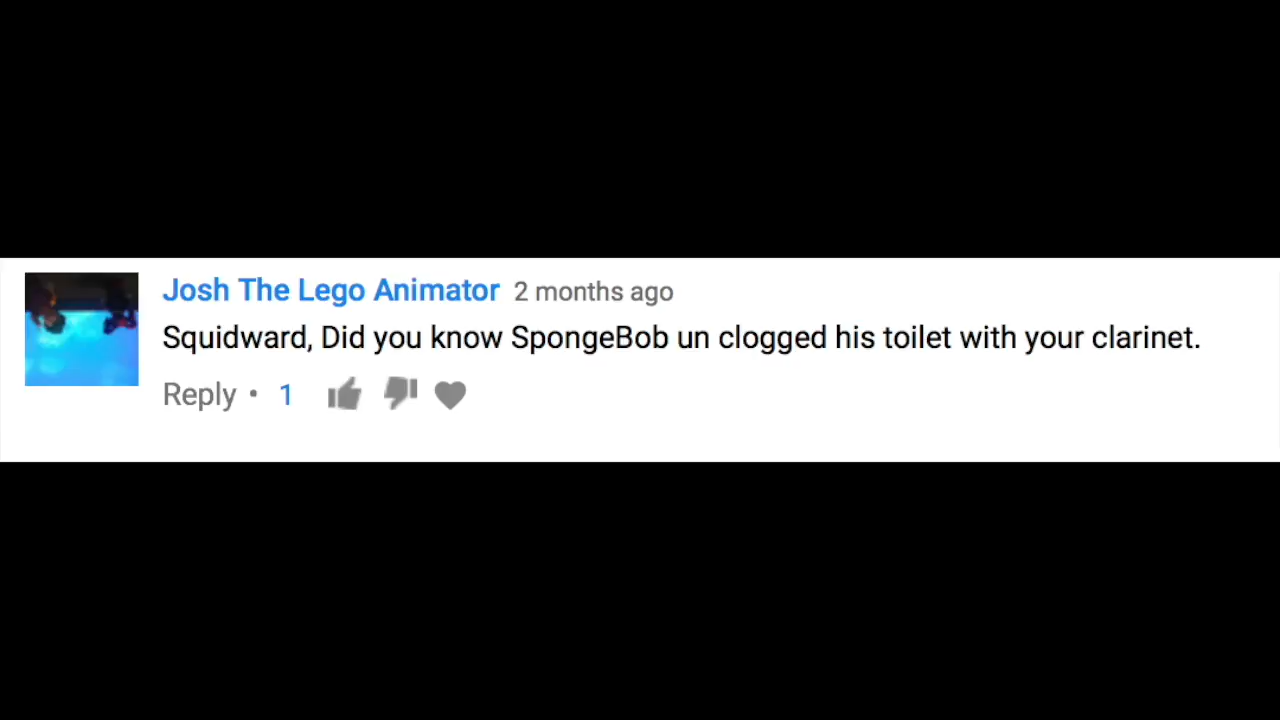 Josh The Lego Animator 2 months ago
Squidward, Did you know SpongeBob un clogged his toilet with your clarinet.
Reply • 1